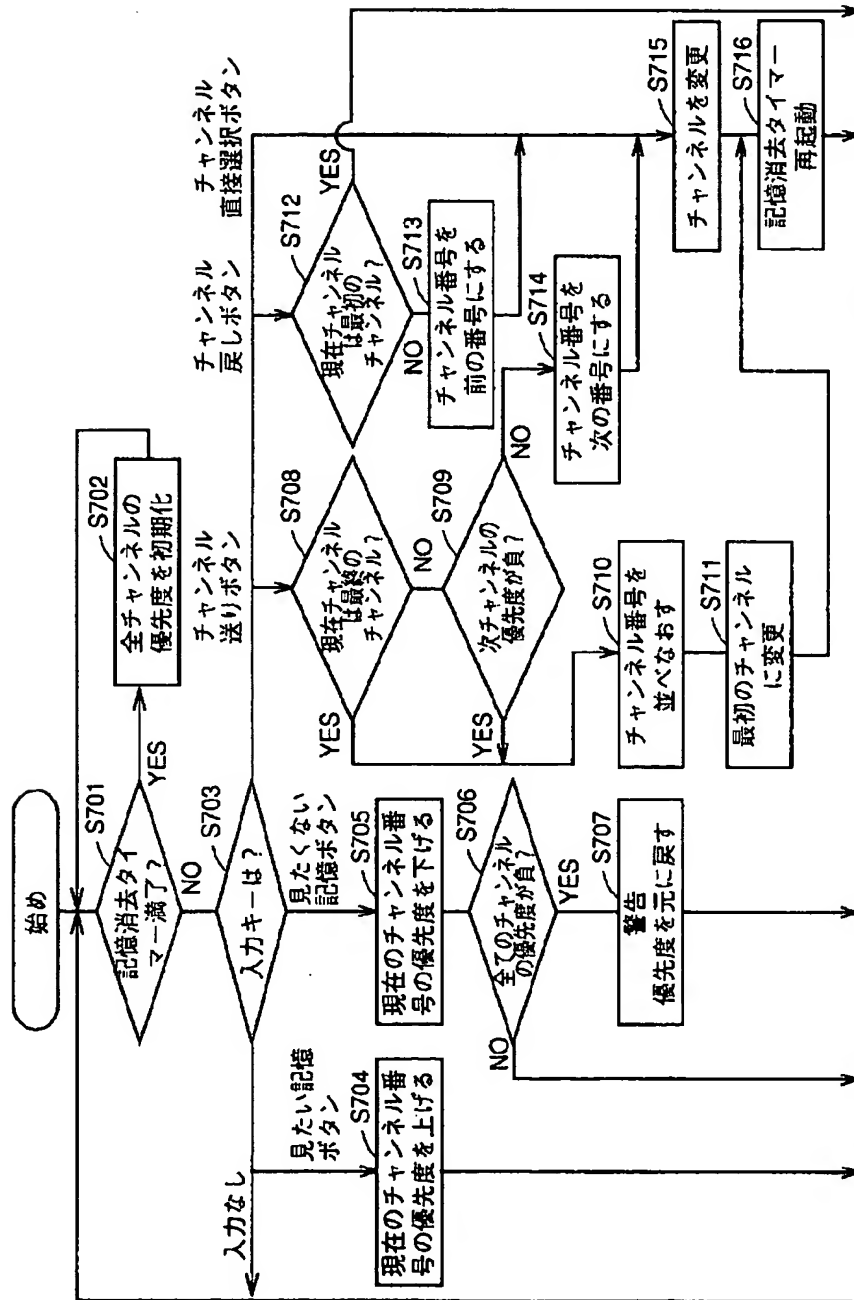 始め
S701
記憶消去タイ
マー満了?
YES
NO
S702
全チャンネルの
優先度を初期化
S703
入力キーは?
入力なし
見たい記憶
ボタン
S704
現在のチャンネル番
号の優先度を上げる
見たくない
記憶ボタン
S705
現在のチャンネル番
号の優先度を下げる
S706
全てのチャンネル
の優先度が負?
NO
YES
S707
警告
優先度を元に戻す
チャンネル
送りボタン
S708
現在チャンネル
は最終の
チャンネル?
YES
NO
S709
次チャンネルの
優先度が負?
YES
NO
S710
チャンネル番号を
並べなおす
S711
最初のチャンネル
に変更
チャンネル
戻しボタン
S712
現在チャンネル
は最初の
チャンネル?
YES
NO
S713
チャンネル番号を
前の番号にする
S714
チャンネル番号を
次の番号にする
チャンネル
直接選択ボタン
S715
チャンネルを変更
S716
記憶消去タイマー
再起動